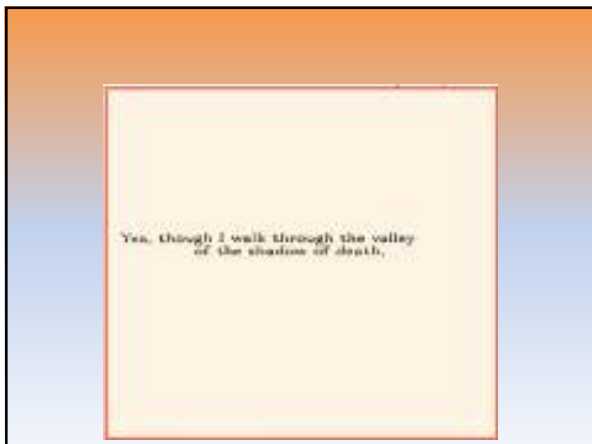 Yea, though I walk through the valley
of the shadow of death,